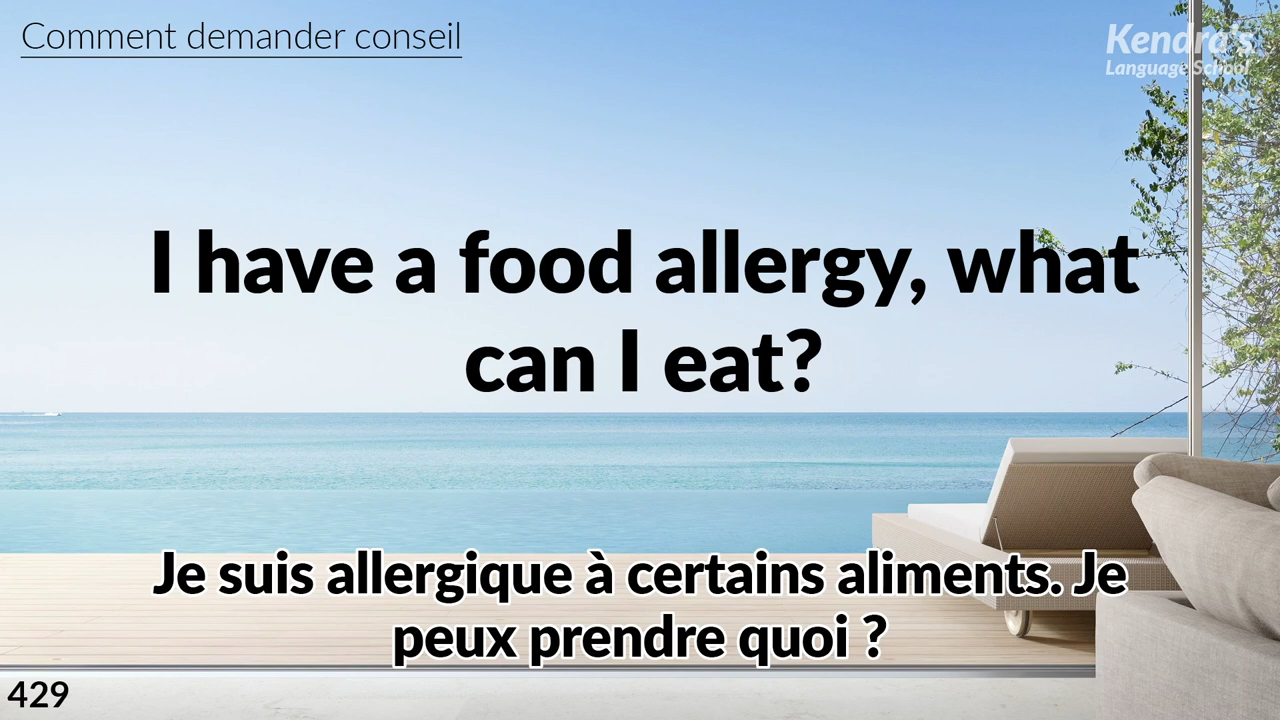 Comment demander conseil
Kendra's
Language School
I have a food allergy, what
can I eat?
Je suis allergique à certains aliments. Je
peux prendre quoi ?
429